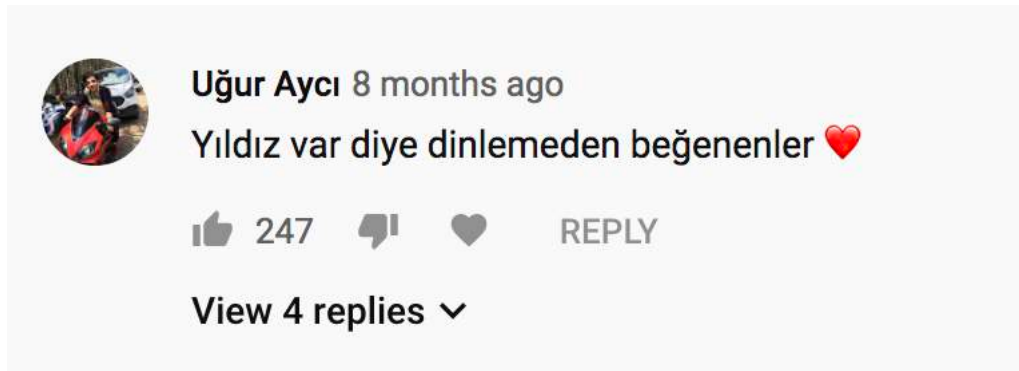 Uğur Aycı 8 months ago
Yıldız var diye dinlemeden beğenenler ❤️
247 REPLY
View 4 replies